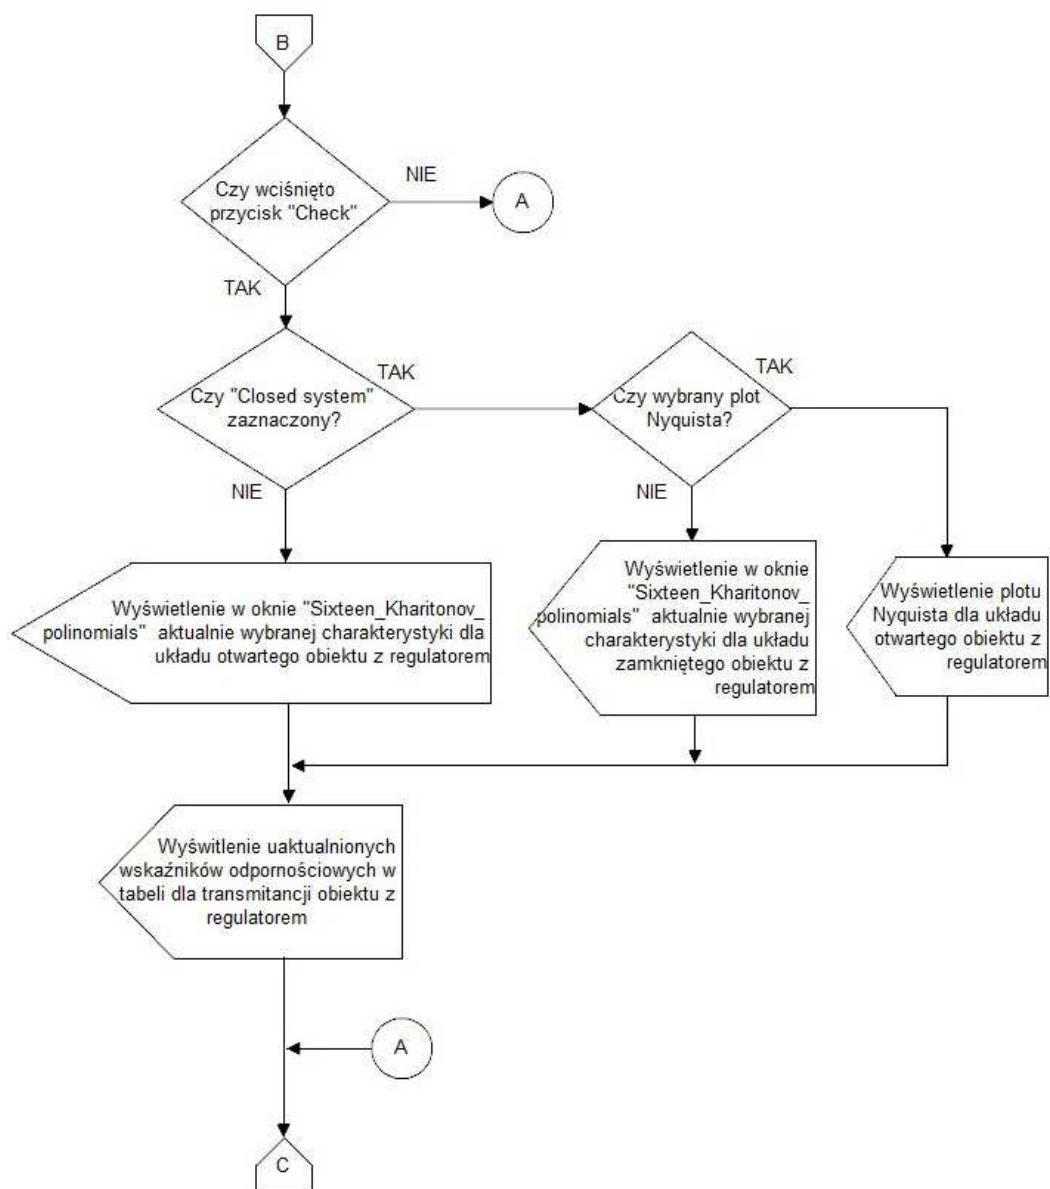 B
Czy wciśnięto
przycisk "Check"
NIE
A
TAK
Czy "Closed system"
zaznaczony?
TAK
Czy wybrany plot
Nyquista?
TAK
NIE
NIE
Wyświetlenie w oknie "Sixteen_Kharitonov_
polinomials" aktualnie wybranej charakterystyki dla
układu otwartego obiektu z regulatorem
Wyświetlenie w oknie
"Sixteen_Kharitonov_
polinomials" aktualnie wybranej
charakterystyki dla układu
zamkniętego obiektu z
regulatorem
Wyświetlenie plotu
Nyquista dla układu
otwartego obiektu z
regulatorem
Wyświtlenie uaktualnionych
wskaźników odpornościowych w
tabeli dla transmitancji obiektu z
regulatorem
A
C